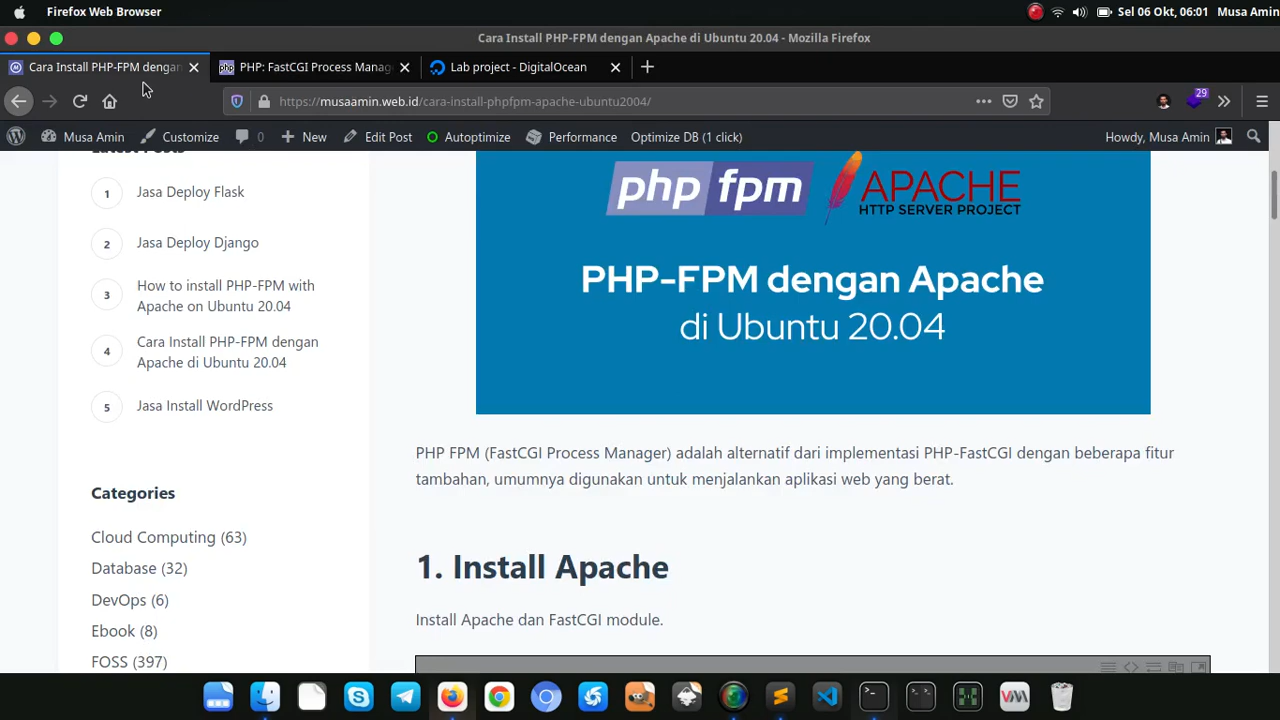 Firefox Web Browser
Sel 06 Okt, 06:01
Musa Amin
Cara Install PHP-FPM dengan Apache di Ubuntu 20.04 - Mozilla Firefox
Cara Install PHP-FPM dengan
php PHP: FastCGI Process Manag
Lab project - DigitalOcean
https://musaamin.web.id/cara-install-phpfpm-apache-ubuntu2004/
29
Musa Amin
Customize
0
New
Edit Post
Autoptimize
Performance
Optimize DB (1 click)
Howdy, Musa Amin
Latest Posts
1 Jasa Deploy Flask
2 Jasa Deploy Django
3 How to install PHP-FPM with
Apache on Ubuntu 20.04
4 Cara Install PHP-FPM dengan
Apache di Ubuntu 20.04
5 Jasa Install WordPress
Categories
Cloud Computing (63)
Database (32)
DevOps (6)
Ebook (8)
FOSS (397)
php fpm
APACHE
HTTP SERVER PROJECT
PHP-FPM dengan Apache
di Ubuntu 20.04
PHP FPM (FastCGI Process Manager) adalah alternatif dari implementasi PHP-FastCGI dengan beberapa fitur
tambahan, umumnya digunakan untuk menjalankan aplikasi web yang berat.
1. Install Apache
Install Apache dan FastCGI module.